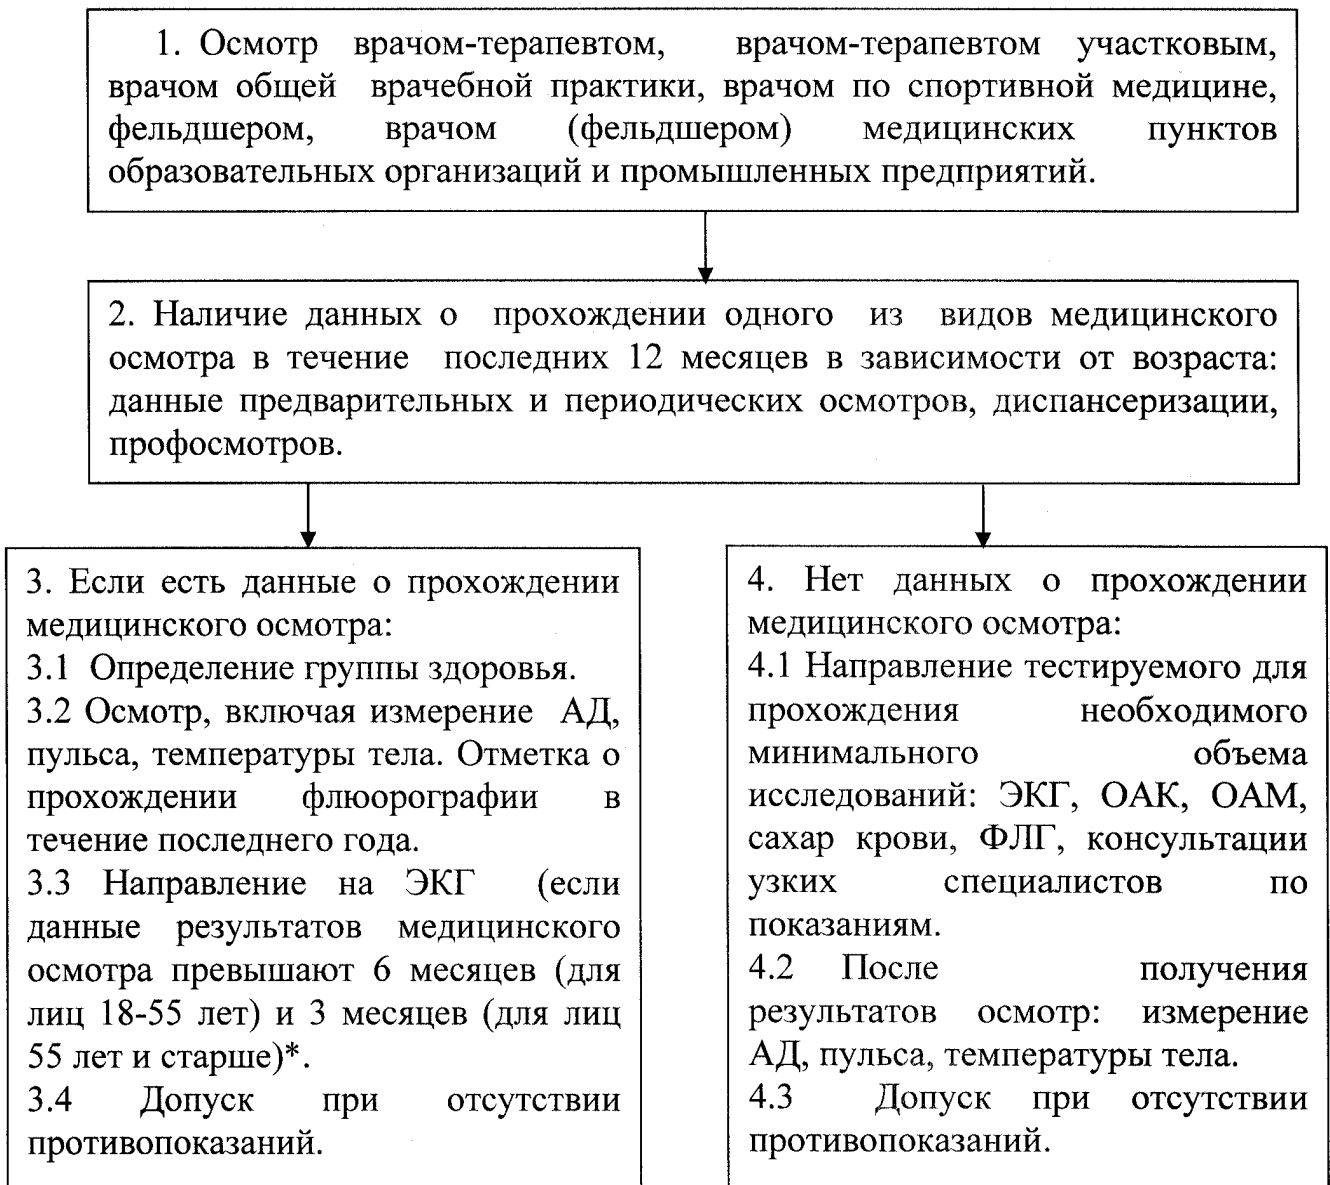 1. Осмотр врачом-терапевтом, врачом-терапевтом участковым,
врачом общей врачебной практики, врачом по спортивной медицине,
фельдшером, врачом (фельдшером) медицинских пунктов
образовательных организаций и промышленных предприятий.
2. Наличие данных о прохождении одного из видов медицинского
осмотра в течение последних 12 месяцев в зависимости от возраста:
данные предварительных и периодических осмотров, диспансеризации,
профосмотров.
3. Если есть данные о прохождении
медицинского осмотра:
3.1 Определение группы здоровья.
3.2 Осмотр, включая измерение АД,
пульса, температуры тела. Отметка о
прохождении флюорографии в
течение последнего года.
3.3 Направление на ЭКГ (если
данные результатов медицинского
осмотра превышают 6 месяцев (для
лиц 18-55 лет) и 3 месяцев (для лиц
55 лет и старше)*.
3.4 Допуск при отсутствии
противопоказаний.
4. Нет данных о прохождении
медицинского осмотра:
4.1 Направление тестируемого для
прохождения необходимого
минимального объема
исследований: ЭКГ, ОАК, ОАМ,
сахар крови, ФЛГ, консультации
узких специалистов по
показаниям.
4.2 После получения
результатов осмотр: измерение
АД, пульса, температуры тела.
4.3 Допуск при отсутствии
противопоказаний.